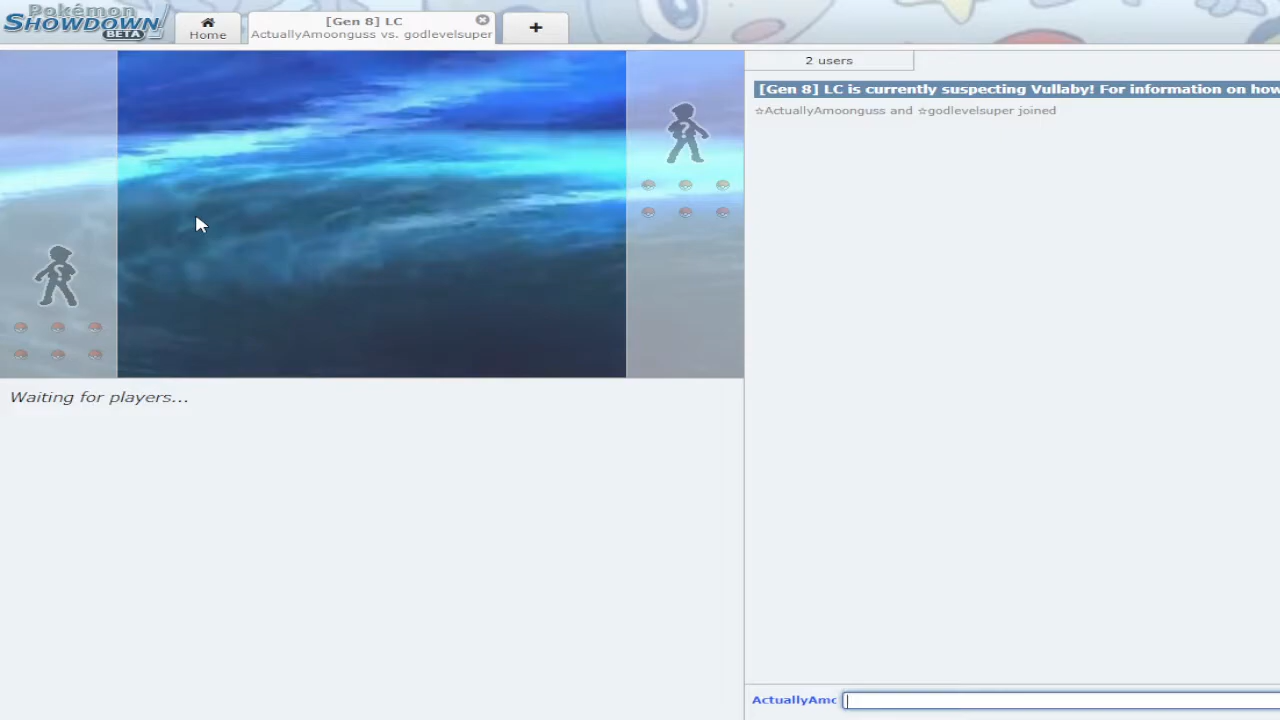 Pokémon
SHOWDOWN
BETA
Home
[Gen 8] LC
ActuallyAmoonguss vs. godlevelsuper
+
2 users
[Gen 8] LC is currently suspecting Vullaby! For information on how
☆ActuallyAmoonguss and ☆godlevelsuper joined
?
?
Waiting for players...
ActuallyAmc